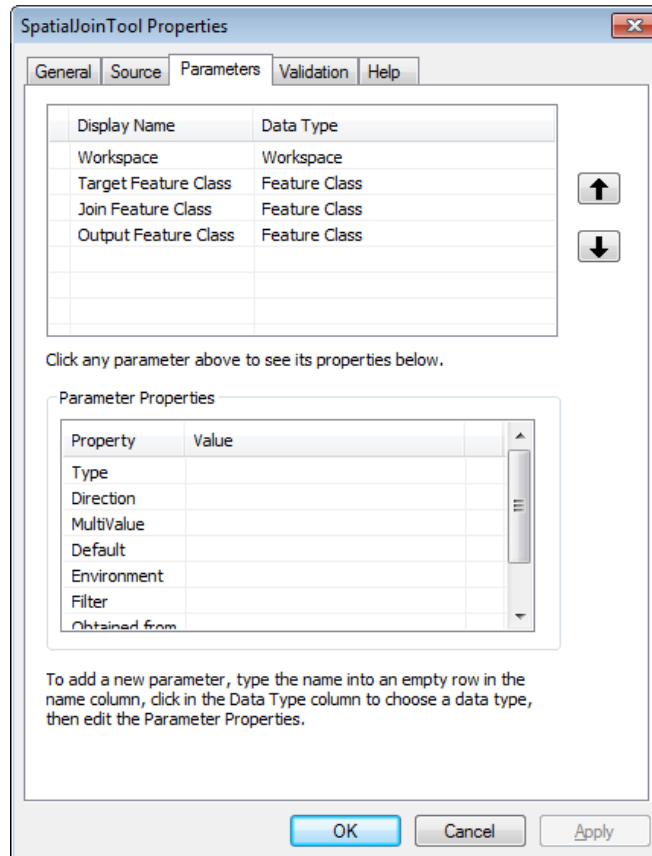 SpatialJoinTool Properties
General Source Parameters Validation Help
Display Name Data Type
Workspace Workspace
Target Feature Class Feature Class
Join Feature Class Feature Class
Output Feature Class Feature Class
Click any parameter above to see its properties below.
Parameter Properties
Property Value
Type
Direction
MultiValue
Default
Environment
Filter
Obtained from
To add a new parameter, type the name into an empty row in the
name column, click in the Data Type column to choose a data type,
then edit the Parameter Properties.
OK Cancel Apply